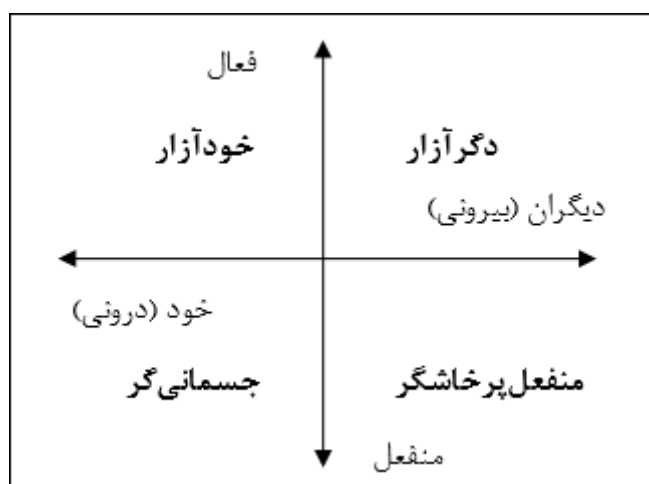 فعال
دگرآزار
خودآزار
دیگران (بیرونی)
خود (درونی)
منفعل‌پرخاشگر
جسمانی‌گر
منفعل